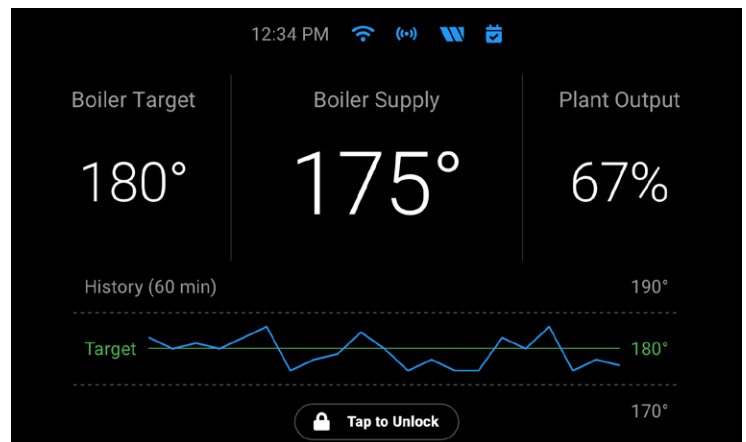 12:34 PM
Boiler Target
Boiler Supply
Plant Output
180°
175°
67%
History (60 min)
190°
Target
180°
170°
Tap to Unlock